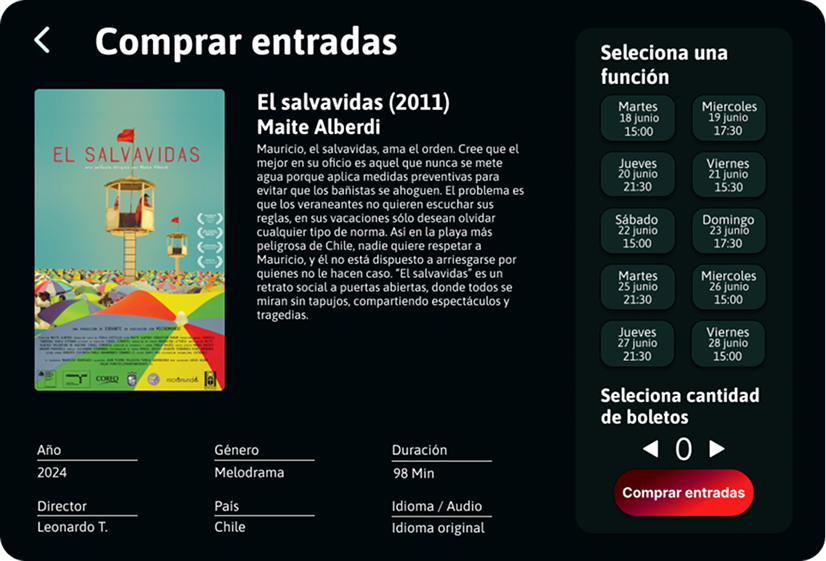 Comprar entradas
EL SALVAVIDAS
El salvavidas (2011)
Maite Alberdi
Mauricio, el salvavidas, ama el orden. Cree que el
mejor en su oficio es aquel que nunca se mete
agua porque aplica medidas preventivas para
evitar que los bañistas se ahoguen. El problema es
que los veraneantes no quieren escuchar sus
reglas, en sus vacaciones sólo desean olvidar
cualquier tipo de norma. Asi en la playa más
peligrosa de Chile, nadie quiere respetar a
Mauricio, y él no está dispuesto a arriesgarse por
quienes no le hacen caso. "El salvavidas" es un
retrato social a puertas abiertas, donde todos se
miran sin tapujos, compartiendo espectáculos y
tragedias.
Año
2024
Género
Melodrama
Duración
98 Min
Director
Leonardo T.
País
Chile
Idioma / Audio
Idioma original
Seleciona una
función
Martes
18 junio
15:00
Miercoles
19 junio
17:30
Jueves
20 junio
21:30
Viernes
21 junio
15:30
Sábado
22 junio
15:00
Domingo
23 junio
17:30
Martes
25 junio
21:30
Miercoles
26 junio
15:00
Jueves
27 junio
21:30
Viernes
28 junio
15:00
Seleciona cantidad
de boletos
0
Comprar entradas